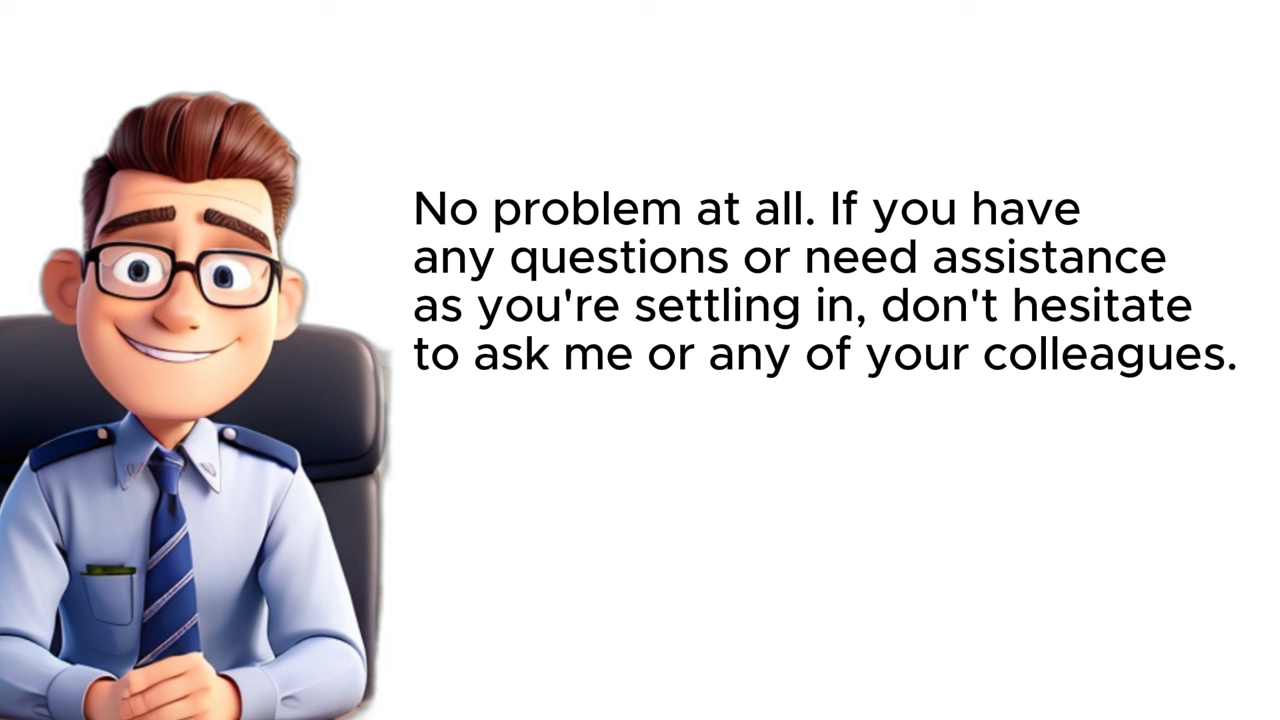 No problem at all. If you have
any questions or need assistance
as you're settling in, don't hesitate
to ask me or any of your colleagues.